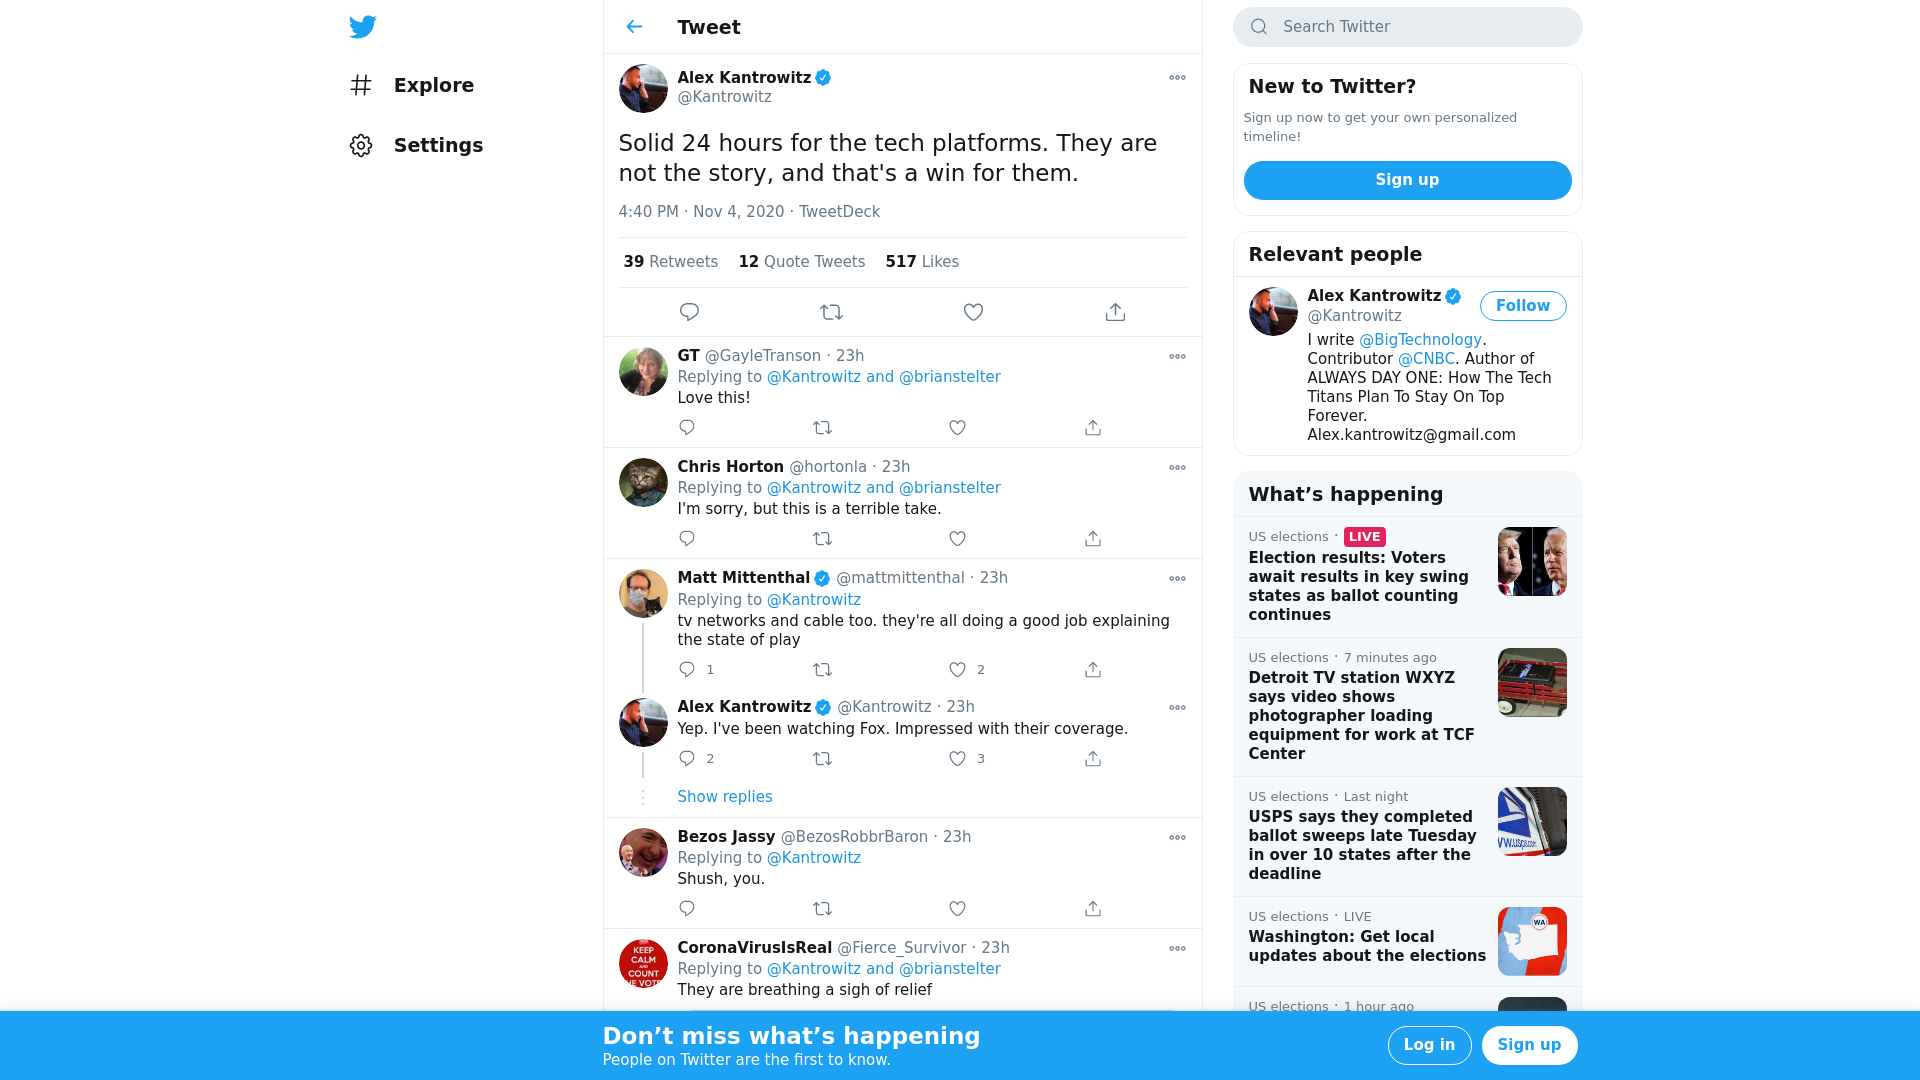 Explore
Settings
Tweet
Alex Kantrowitz
@Kantrowitz
Solid 24 hours for the tech platforms. They are
not the story, and that's a win for them.
4:40 PM · Nov 4, 2020 · TweetDeck
39 Retweets 12 Quote Tweets 517 Likes
GT @GayleTranson · 23h
Replying to @Kantrowitz and @brianstelter
Love this!
Chris Horton @hortonla · 23h
Replying to @Kantrowitz and @brianstelter
I'm sorry, but this is a terrible take.
Matt Mittenthal @mattmittenthal · 23h
Replying to @Kantrowitz
tv networks and cable too. they're all doing a good job explaining
the state of play
1 2
Alex Kantrowitz @Kantrowitz · 23h
Yep. I've been watching Fox. Impressed with their coverage.
2 3
Show replies
Bezos Jassy @BezosRobbrBaron · 23h
Replying to @Kantrowitz
Shush, you.
KEEP
CALM
AND
COUNT
CoronaVirusIsReal @Fierce_Survivor · 23h
Replying to @Kantrowitz and @brianstelter
They are breathing a sigh of relief
Search Twitter
New to Twitter?
Sign up now to get your own personalized
timeline!
Sign up
Relevant people
Alex Kantrowitz
@Kantrowitz
Follow
I write @BigTechnology.
Contributor @CNBC. Author of
ALWAYS DAY ONE: How The Tech
Titans Plan To Stay On Top
Forever.
Alex.kantrowitz@gmail.com
What’s happening
US elections · LIVE
Election results: Voters
await results in key swing
states as ballot counting
continues
US elections · 7 minutes ago
Detroit TV station WXYZ
says video shows
photographer loading
equipment for work at TCF
Center
US elections · Last night
USPS says they completed
ballot sweeps late Tuesday
in over 10 states after the
deadline
US elections · LIVE
Washington: Get local
updates about the elections
WA
US elections · 1 hour ago
Don’t miss what’s happening
People on Twitter are the first to know.
Log in
Sign up